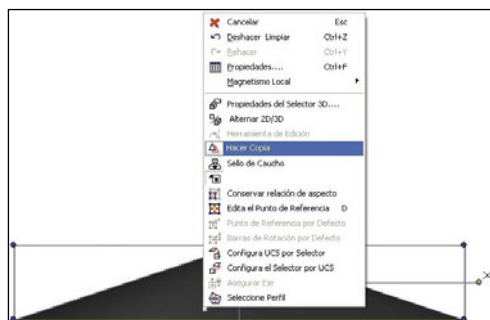 Cancelar Esc
Deshacer Limpiar Ctrl+Z
Rehacer Ctrl+Y
Propiedades.... Ctrl+F
Magnetismo Local
Propiedades del Selector 3D....
Alternar 2D/3D
Herramienta de Edición
Hacer Copia
Sello de Caucho
Conservar relación de aspecto
Edita el Punto de Referencia D
Punto de Referencia por Defecto
Barras de Rotación por Defecto
Configura UCS por Selector
Configura el Selector por UCS
Asegurar Eje
Seleccione Perfil
X